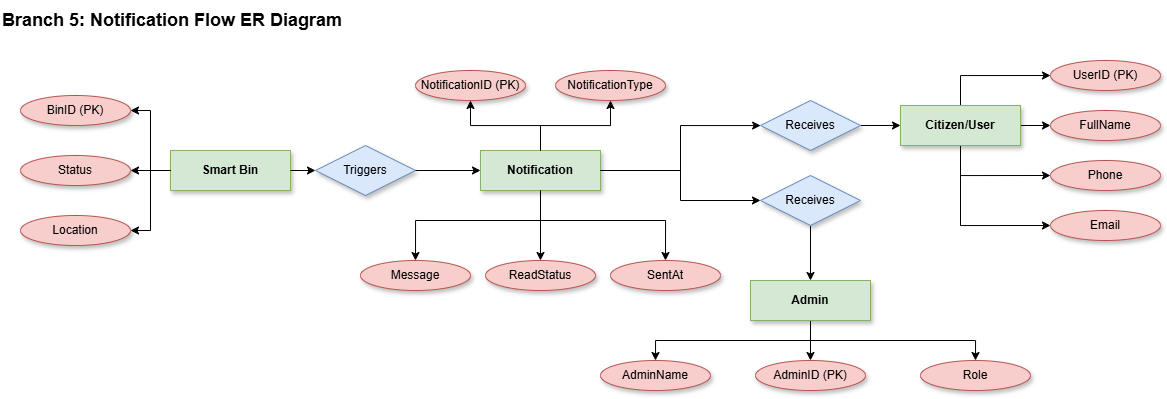 Branch 5: Notification Flow ER Diagram
NotificationID (PK)
NotificationType
UserID (PK)
BinID (PK)
Receives
Citizen/User
FullName
Status
Smart Bin
Triggers
Notification
Phone
Receives
Location
Email
Message
ReadStatus
SentAt
Admin
AdminName
AdminID (PK)
Role